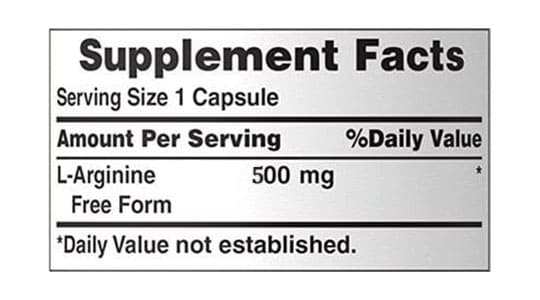 Supplement Facts
Serving Size 1 Capsule
Amount Per Serving %Daily Value
L-Arginine 500 mg *
Free Form
*Daily Value not established.